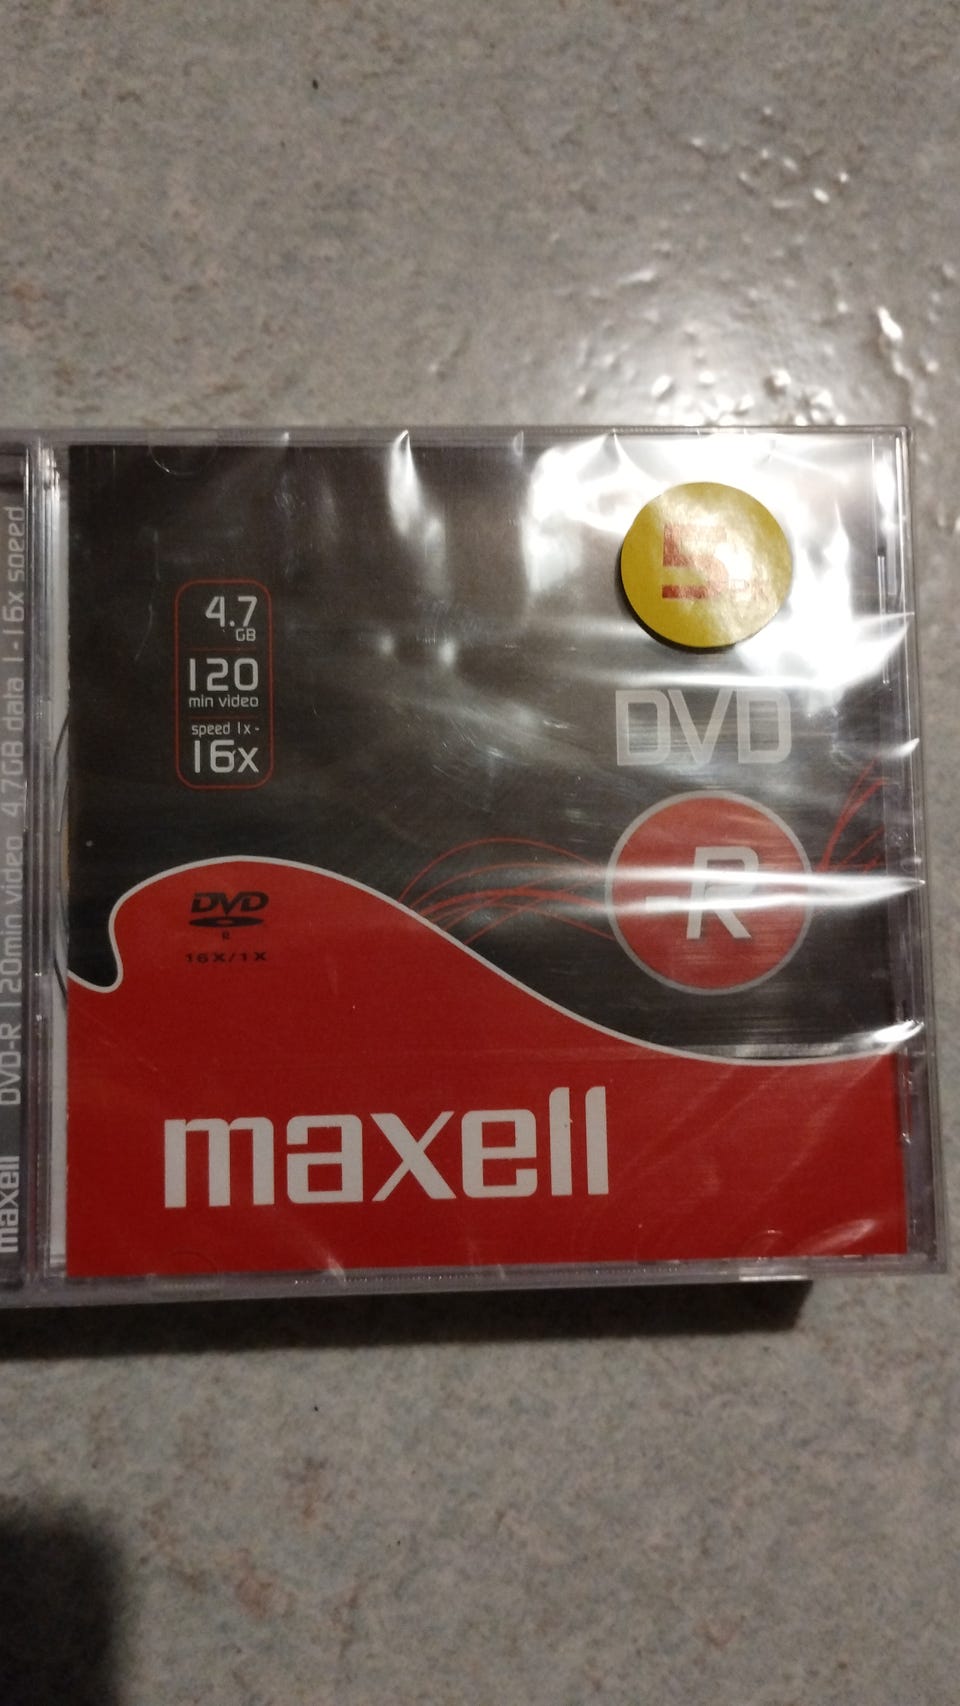 maxell DVD-R 120min video 4.7GB data 1-16x speed
5.-
4.7
GB
120
min video
speed 1x -
16x
DVD
-R
DVD
R
16X/1X
maxell